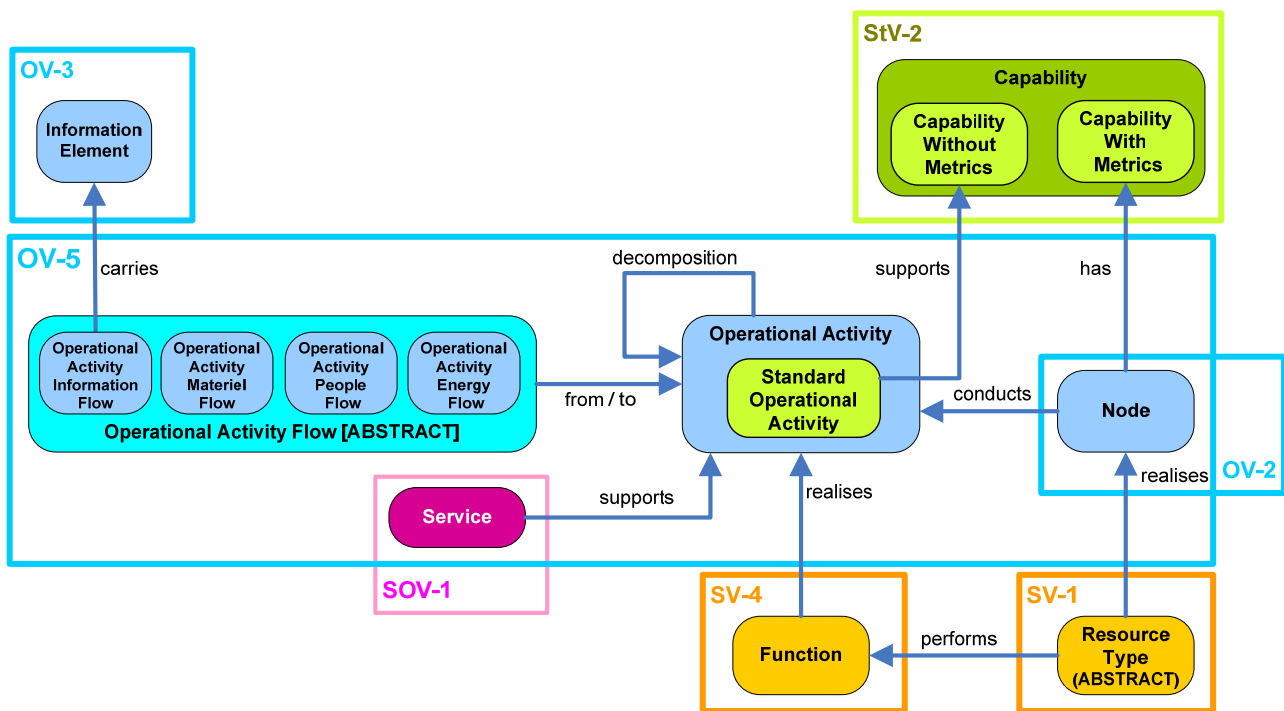 StV-2
OV-3
Capability
Information
Element
Capability
Without
Metrics
Capability
With
Metrics
OV-5
carries
decomposition
supports
has
Operational
Activity
Information
Flow
Operational
Activity
Materiel
Flow
Operational
Activity
People
Flow
Operational
Activity
Energy
Flow
Operational Activity Flow [ABSTRACT]
from / to
Operational Activity
Standard
Operational
Activity
conducts
Node
OV-2
realises
Service
supports
realises
SOV-1
SV-4
SV-1
Function
performs
Resource
Type
(ABSTRACT)